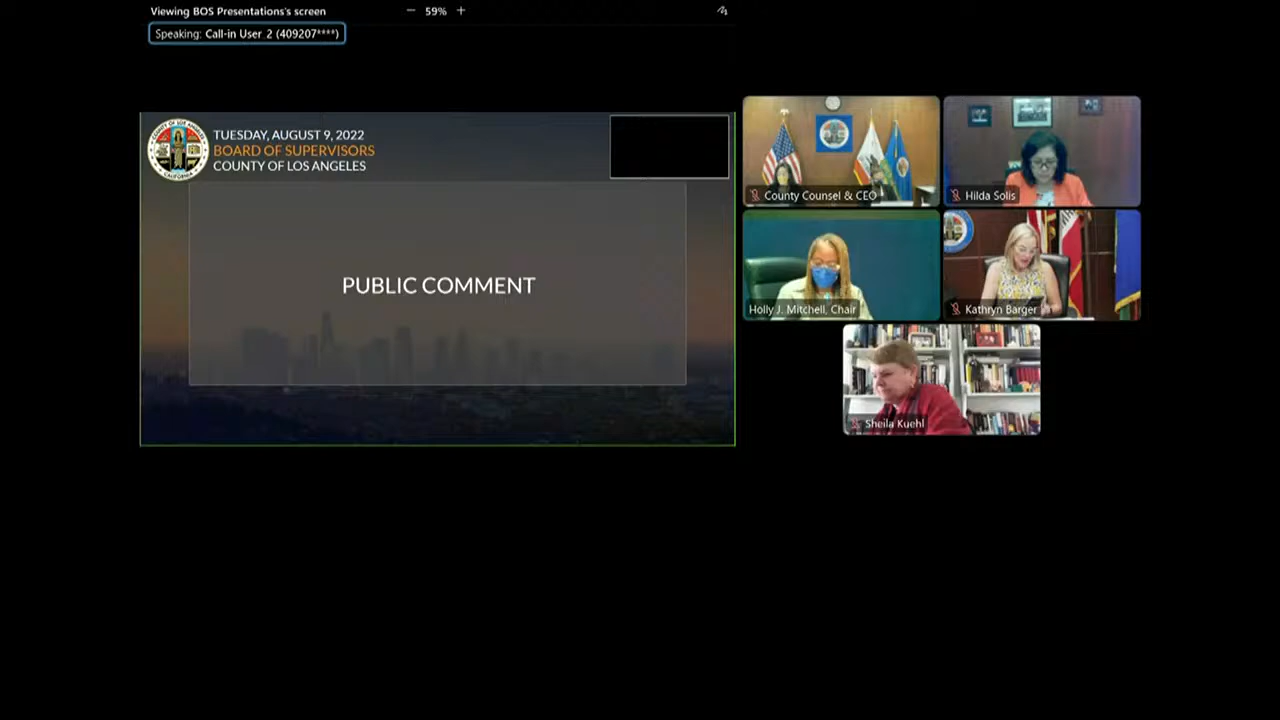 Viewing BOS Presentations's screen
59%
Speaking: Call-in User 2 (409207****)
TUESDAY, AUGUST 9, 2022
BOARD OF SUPERVISORS
COUNTY OF LOS ANGELES
PUBLIC COMMENT
County Counsel & CEO
Hilda Solis
Holly J. Mitchell, Chair
Kathryn Barger
Sheila Kuehl